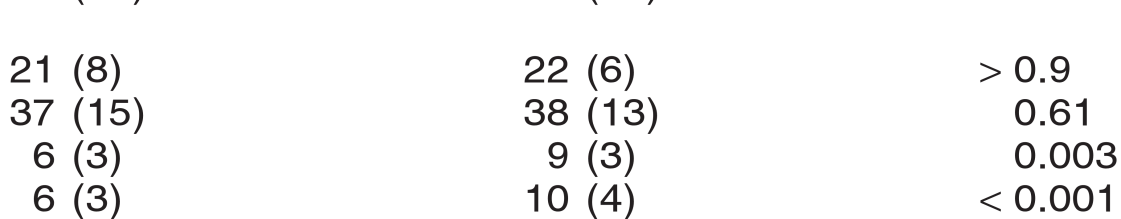 21 (8) 22 (6) > 0.9
37 (15) 38 (13) 0.61
6 (3) 9 (3) 0.003
6 (3) 10 (4) < 0.001